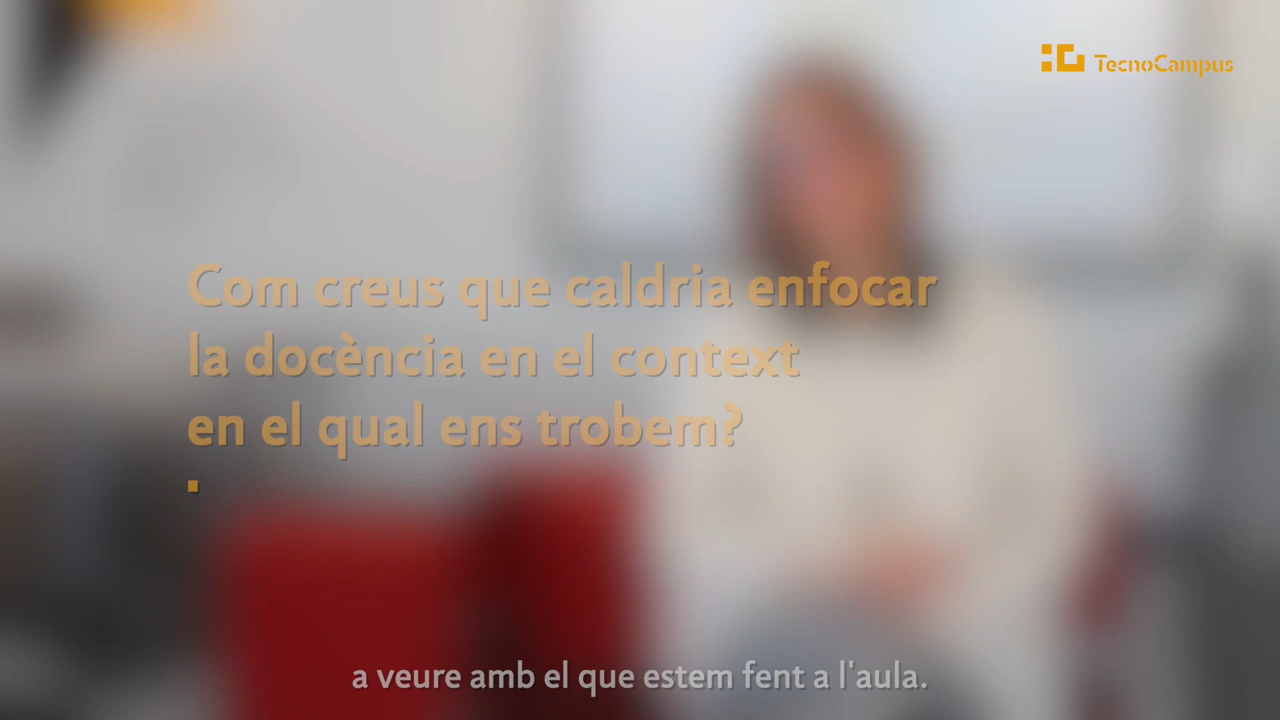 TecnoCampus
Com creus que caldria enfocar
la docència en el context
en el qual ens trobem?
a veure amb el que estem fent a l'aula.